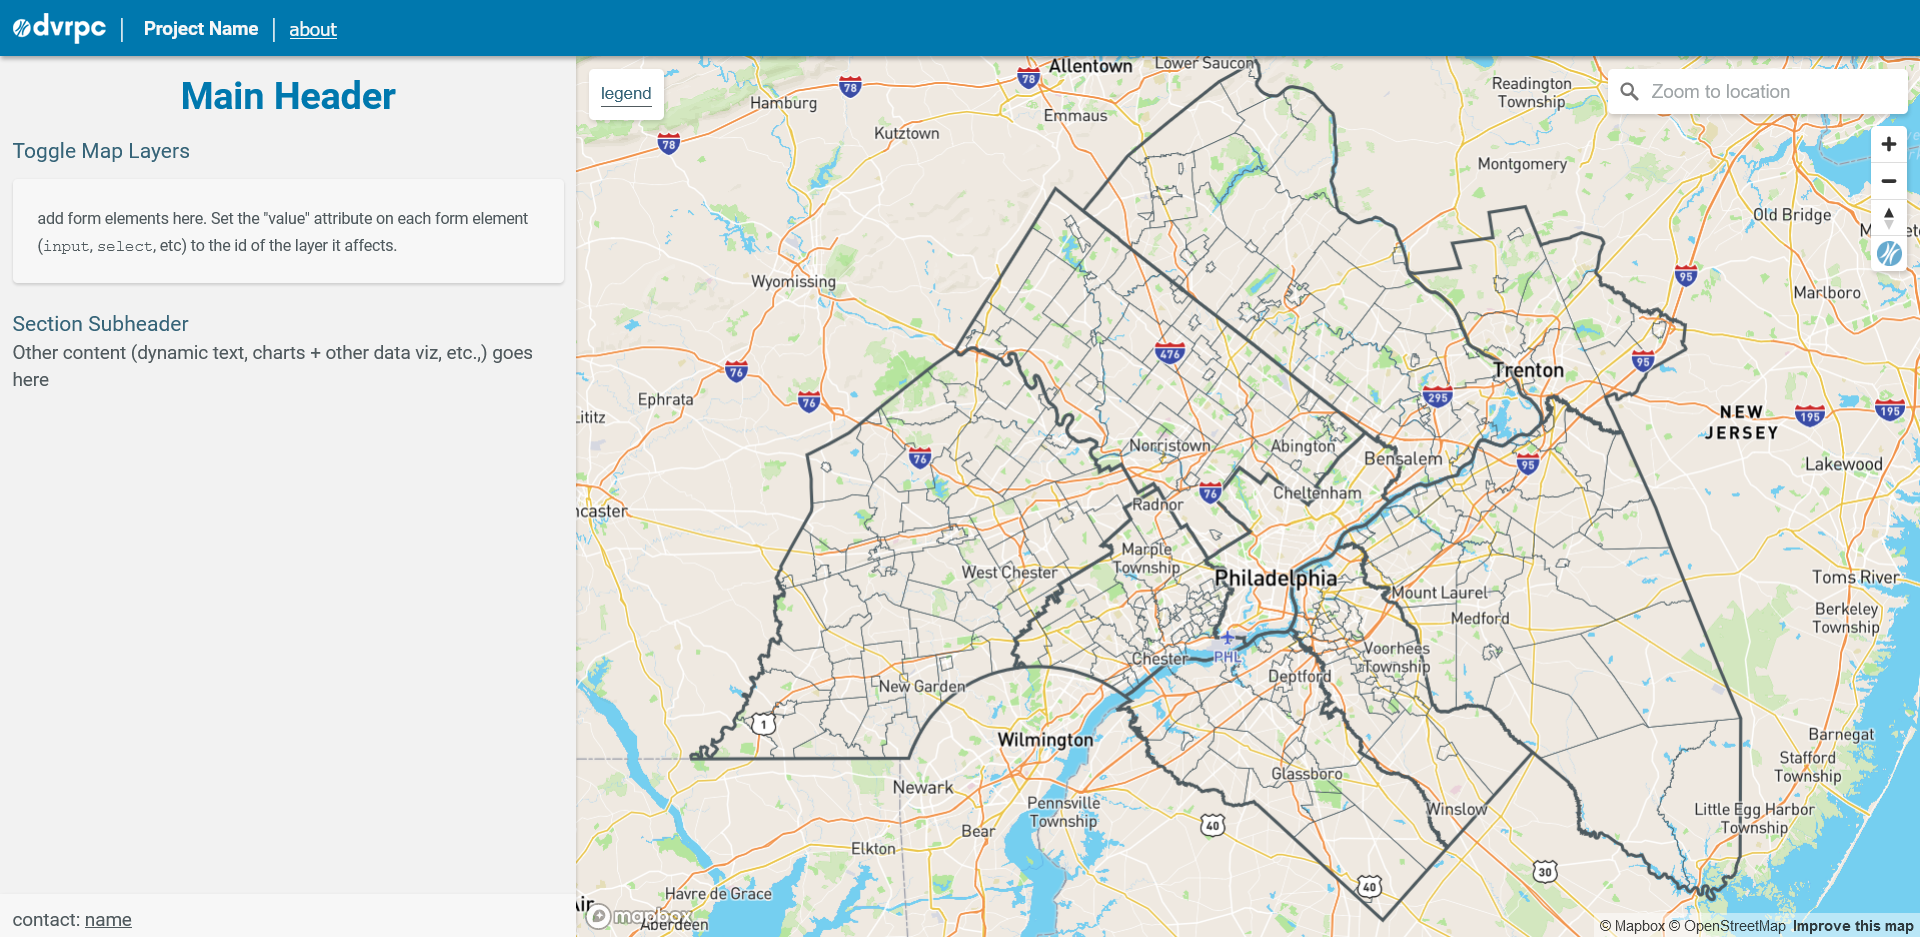 dvrpc
Project Name
about
Main Header
Toggle Map Layers
add form elements here. Set the "value" attribute on each form element
(input, select, etc) to the id of the layer it affects.
Section Subheader
Other content (dynamic text, charts + other data viz, etc.,) goes
here
contact: name
legend
Zoom to location
Allentown
Lower Saucon
78
78
Hamburg
Emmaus
Readington
Township
Kutztown
78
Montgomery
Old Bridge
Wyomissing
95
Marlboro
476
76
95
Trenton
Ephrata
76
295
NEW
JERSEY
195
195
Lititz
Norristown
Abington
Bensalem
76
95
Lakewood
Cheltenham
76
Radnor
ncaster
Marple
Township
West Chester
Philadelphia
Toms River
Mount Laurel
Berkeley
Township
Medford
PHL
Chester
Voorhees
Township
Deptford
New Garden
1
Wilmington
Barnegat
Stafford
Township
Glassboro
Newark
Pennsville
Township
Winslow
Little Egg Harbor
Township
Bear
40
Elkton
30
40
Havre de Grace
Air
mapbox
Aberdeen
© Mapbox © OpenStreetMap Improve this map